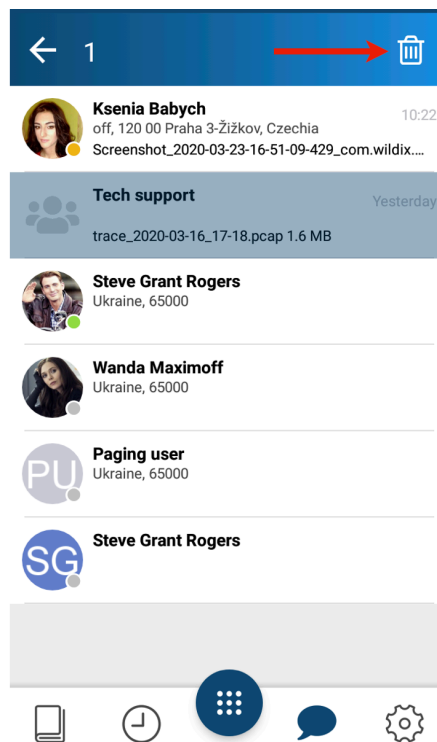 1
Ksenia Babych
10:22
off, 120 00 Praha 3-Žižkov, Czechia
Screenshot_2020-03-23-16-51-09-429_com.wildix....
Tech support
Yesterday
trace_2020-03-16_17-18.pcap 1.6 MB
Steve Grant Rogers
Ukraine, 65000
Wanda Maximoff
Ukraine, 65000
PU
Paging user
Ukraine, 65000
SG
Steve Grant Rogers